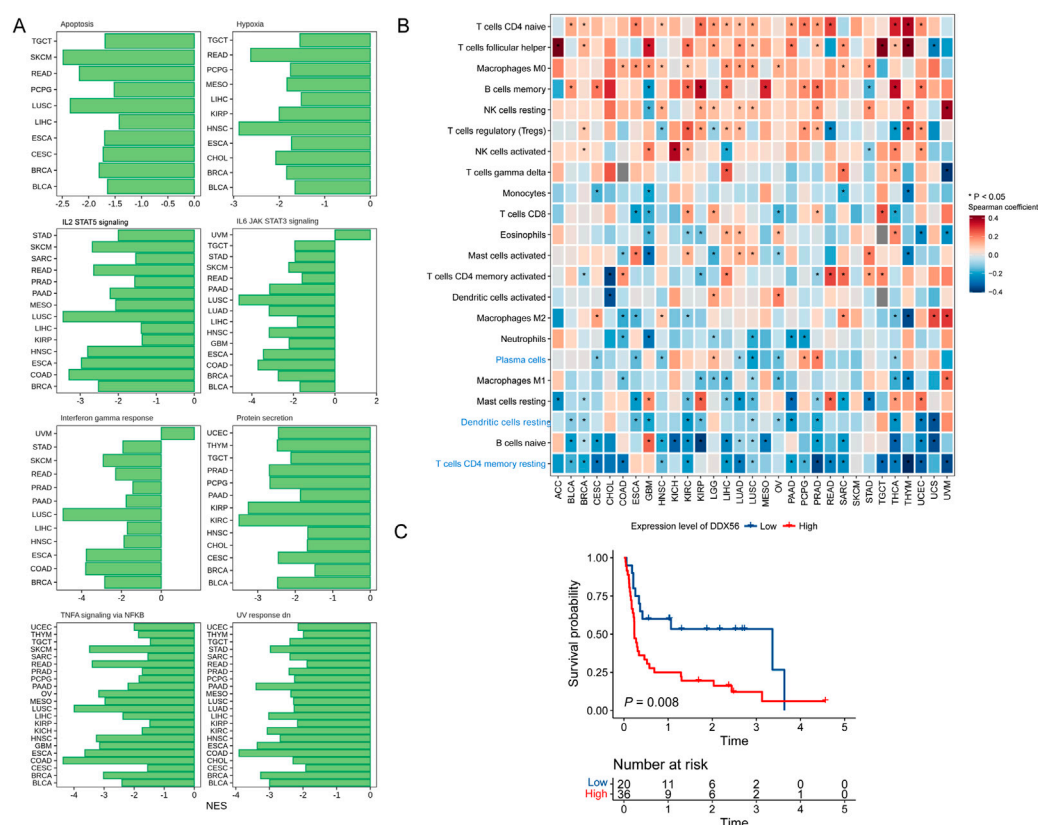 A
Apoptosis
TGCT
SKCM
READ
PCPG
LUSC
LIHC
ESCA
CESC
BRCA
BLCA
-2.5 -2.0 -1.5 -1.0 -0.5 0.0
Hypoxia
TGCT
READ
PCPG
MESO
LIHC
KIRP
HNSC
ESCA
CHOL
BRCA
BLCA
-3 -2 -1 0
IL2 STAT5 signaling
STAD
SKCM
SARC
READ
PRAD
PAAD
MESO
LUSC
LIHC
KIRP
HNSC
ESCA
COAD
BRCA
-3 -2 -1 0
IL6 JAK STAT3 signaling
UVM
TGCT
STAD
SKCM
READ
PAAD
LUSC
LUAD
LIHC
HNSC
GBM
ESCA
COAD
BRCA
BLCA
-4 -2 0 2
Interferon gamma response
UVM
STAD
SKCM
READ
PRAD
PAAD
LUSC
LIHC
HNSC
ESCA
COAD
BRCA
-4 -2 0
Protein secretion
UCEC
THYM
TGCT
PRAD
PCPG
PAAD
KIRP
KIRC
HNSC
CHOL
CESC
BRCA
BLCA
-3 -2 -1 0
TNFA signaling via NFKB
UCEC
THYM
TGCT
SKCM
SARC
READ
PRAD
PCPG
PAAD
OV
MESO
LUSC
LIHC
KIRP
KICH
HNSC
GBM
ESCA
COAD
CESC
BRCA
BLCA
-4 -3 -2 -1 0
UV response dn
UCEC
THYM
TGCT
STAD
SARC
READ
PRAD
PCPG
PAAD
MESO
LUSC
LUAD
LIHC
KIRP
KIRC
HNSC
ESCA
COAD
CHOL
CESC
BRCA
BLCA
-4 -3 -2 -1 0
NES
B
T cells CD4 naive
T cells follicular helper
Macrophages M0
B cells memory
NK cells resting
T cells regulatory (Tregs)
NK cells activated
T cells gamma delta
Monocytes
T cells CD8
Eosinophils
Mast cells activated
T cells CD4 memory activated
Dendritic cells activated
Macrophages M2
Neutrophils
Plasma cells
Macrophages M1
Mast cells resting
Dendritic cells resting
B cells naive
T cells CD4 memory resting
ACC BLCA BRCA CESC CHOL COAD ESCA GBM HNSC KICH KIRC KIRP LGG LIHC LUAD LUSC MESO OV PAAD PCPG PRAD READ SARC SKCM STAD TGCT THCA THYM UCEC UCS UVM
* P < 0.05
Spearman coefficient
0.4
0.2
0.0
−0.2
−0.4
C
Expression level of DDX56 Low High
Survival probability
1.00
0.75
0.50
0.25
0.00
P = 0.008
0 1 2 3 4 5
Time
Number at risk
Low 20 11 6 2 0 0
High 36 9 6 2 1 0
0 1 2 3 4 5
Time